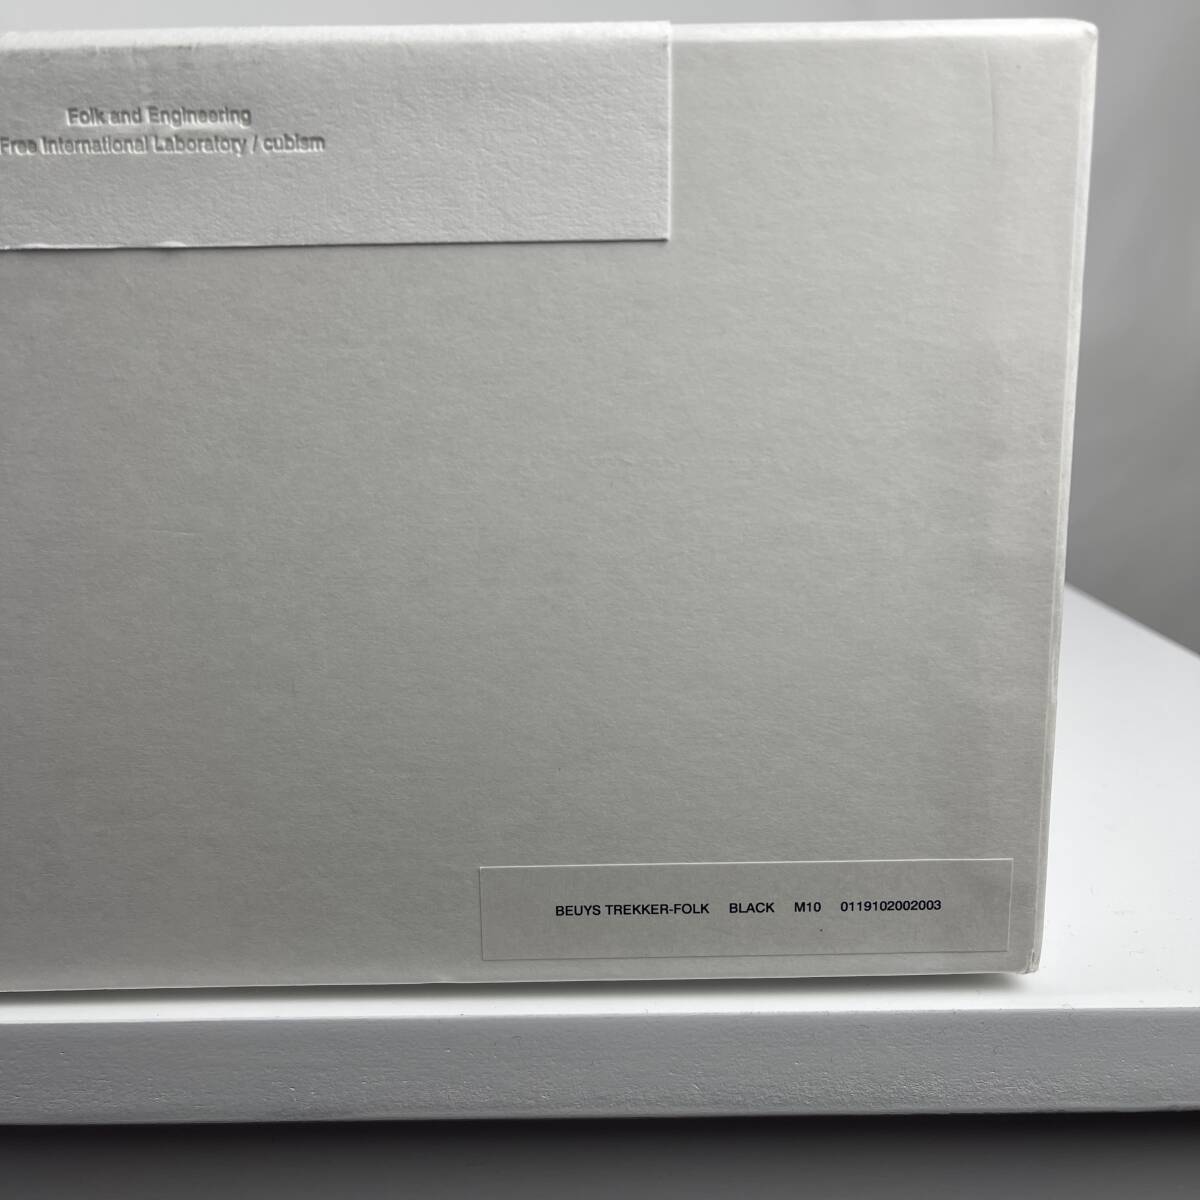 Folk and Engineering
Free International Laboratory / cubism
BEUYS TREKKER-FOLK BLACK M10 0119102002003